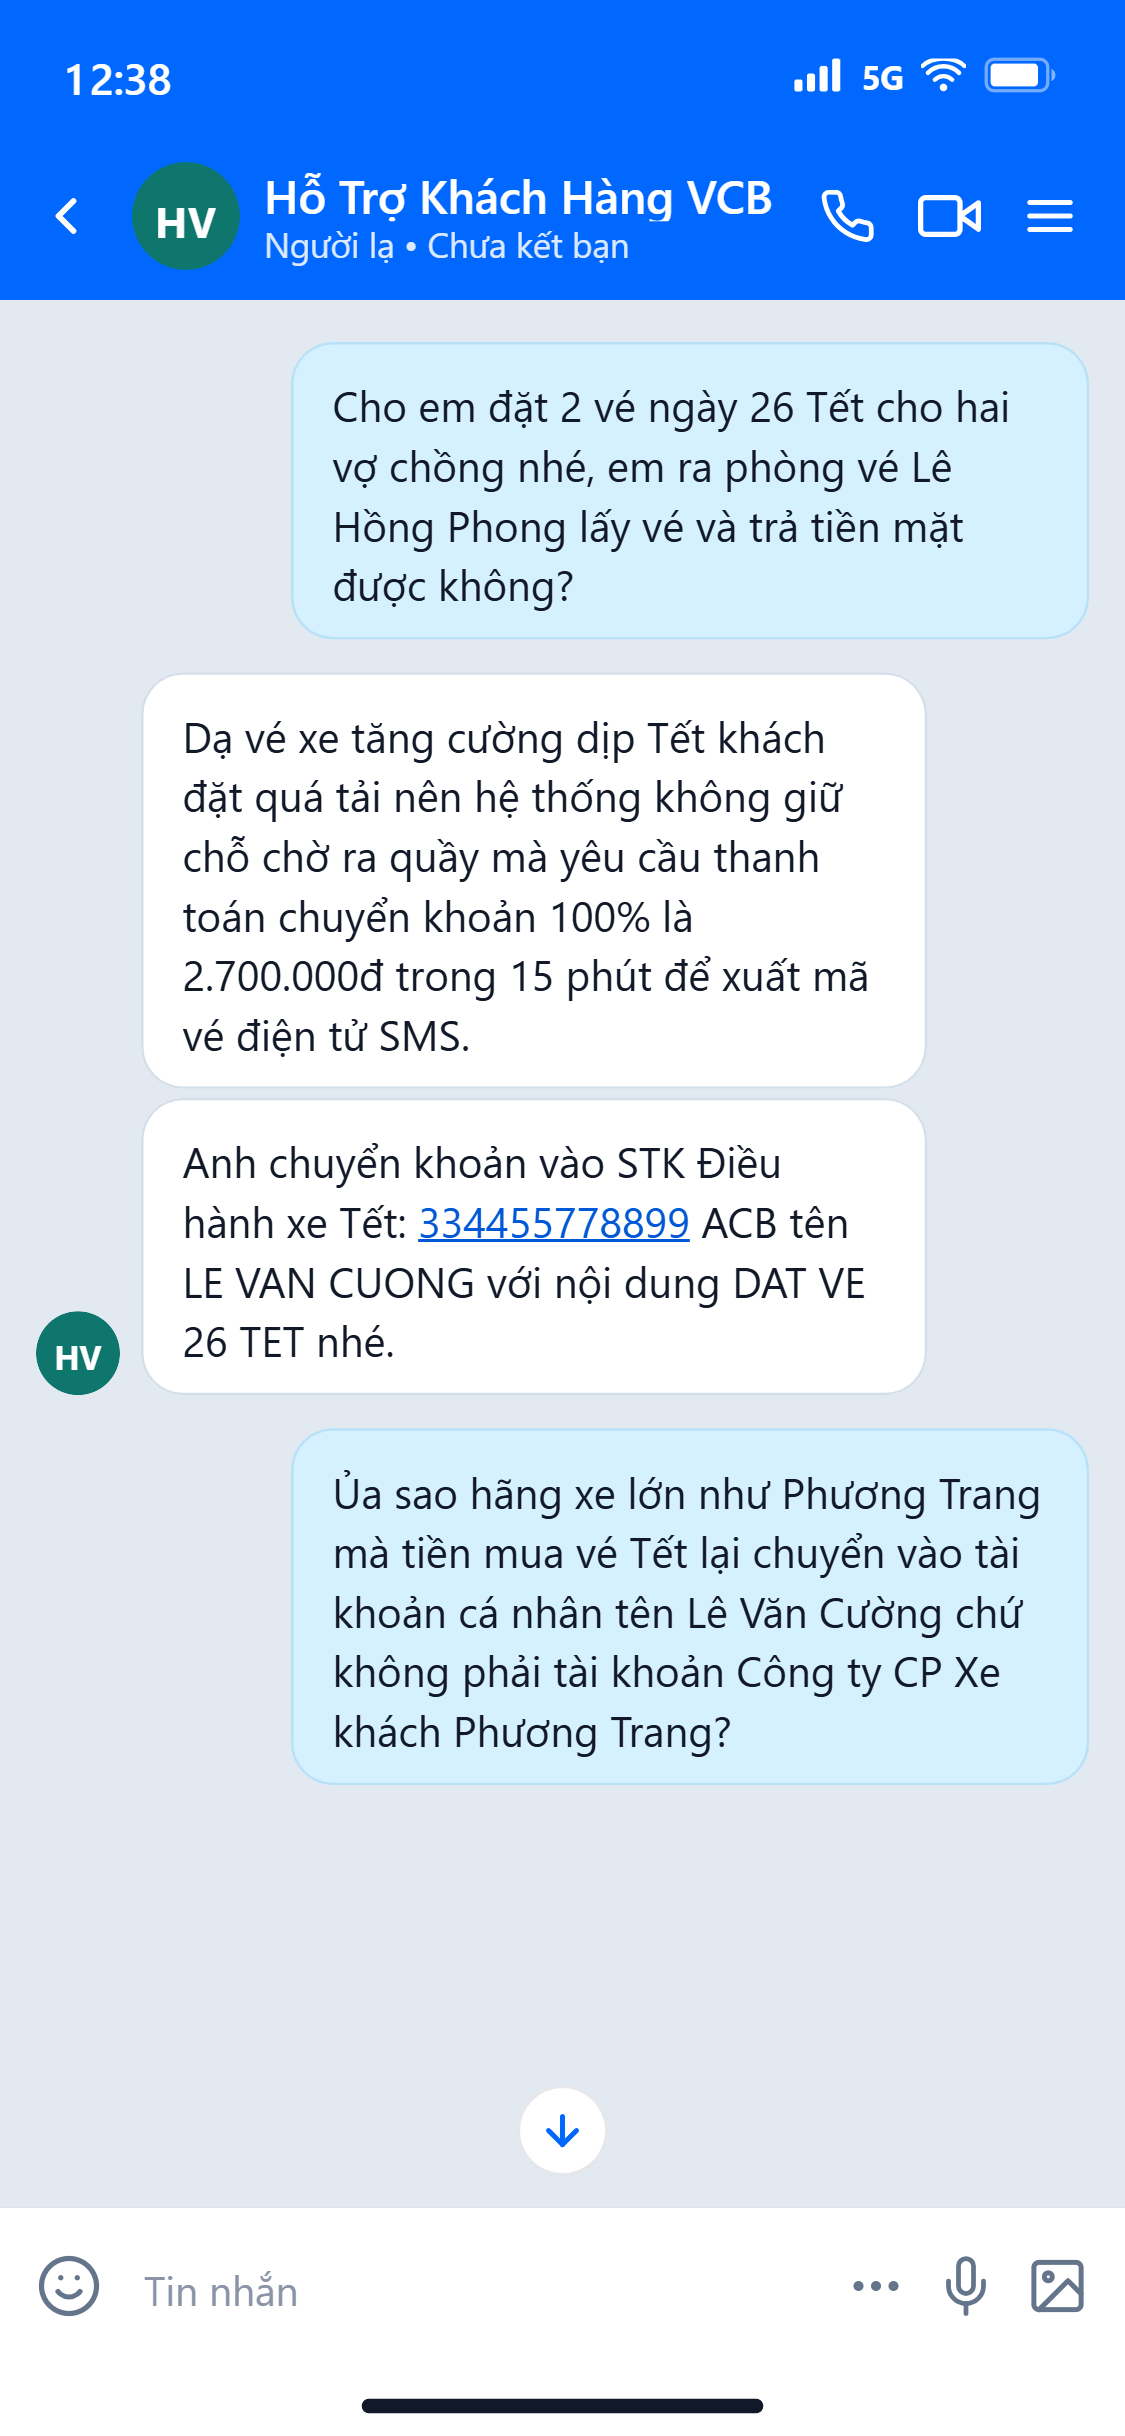 12:38
5G
HV
Hỗ Trợ Khách Hàng VCB
Người lạ • Chưa kết bạn
Cho em đặt 2 vé ngày 26 Tết cho hai
vợ chồng nhé, em ra phòng vé Lê
Hồng Phong lấy vé và trả tiền mặt
được không?
Dạ vé xe tăng cường dịp Tết khách
đặt quá tải nên hệ thống không giữ
chỗ chờ ra quầy mà yêu cầu thanh
toán chuyển khoản 100% là
2.700.000đ trong 15 phút để xuất mã
vé điện tử SMS.
Anh chuyển khoản vào STK Điều
hành xe Tết: 334455778899 ACB tên
LE VAN CUONG với nội dung DAT VE
26 TET nhé.
HV
Ủa sao hãng xe lớn như Phương Trang
mà tiền mua vé Tết lại chuyển vào tài
khoản cá nhân tên Lê Văn Cường chứ
không phải tài khoản Công ty CP Xe
khách Phương Trang?
Tin nhắn